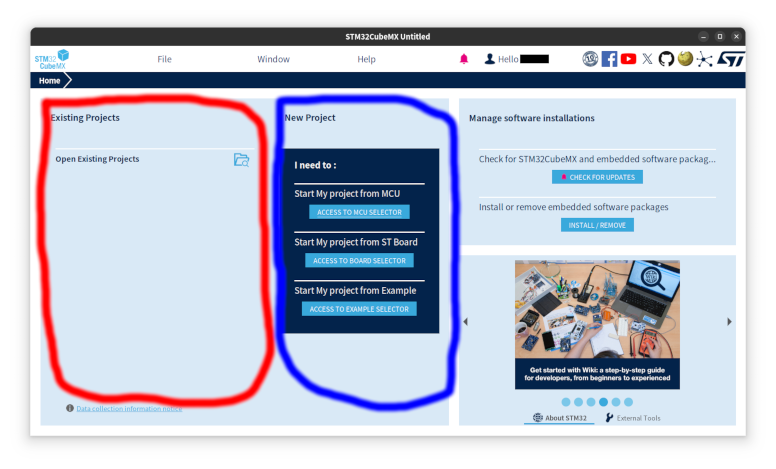 STM32CubeMX Untitled
STM32
CubeMX
File
Window
Help
Hello
Home
Existing Projects
New Project
Manage software installations
Open Existing Projects
I need to :
Start My project from MCU
ACCESS TO MCU SELECTOR
Start My project from ST Board
ACCESS TO BOARD SELECTOR
Start My project from Example
ACCESS TO EXAMPLE SELECTOR
Check for STM32CubeMX and embedded software packag...
CHECK FOR UPDATES
Install or remove embedded software packages
INSTALL / REMOVE
Get started with Wiki: a step-by-step guide
for developers, from beginners to experienced
Data collection information notice
About STM32
External Tools